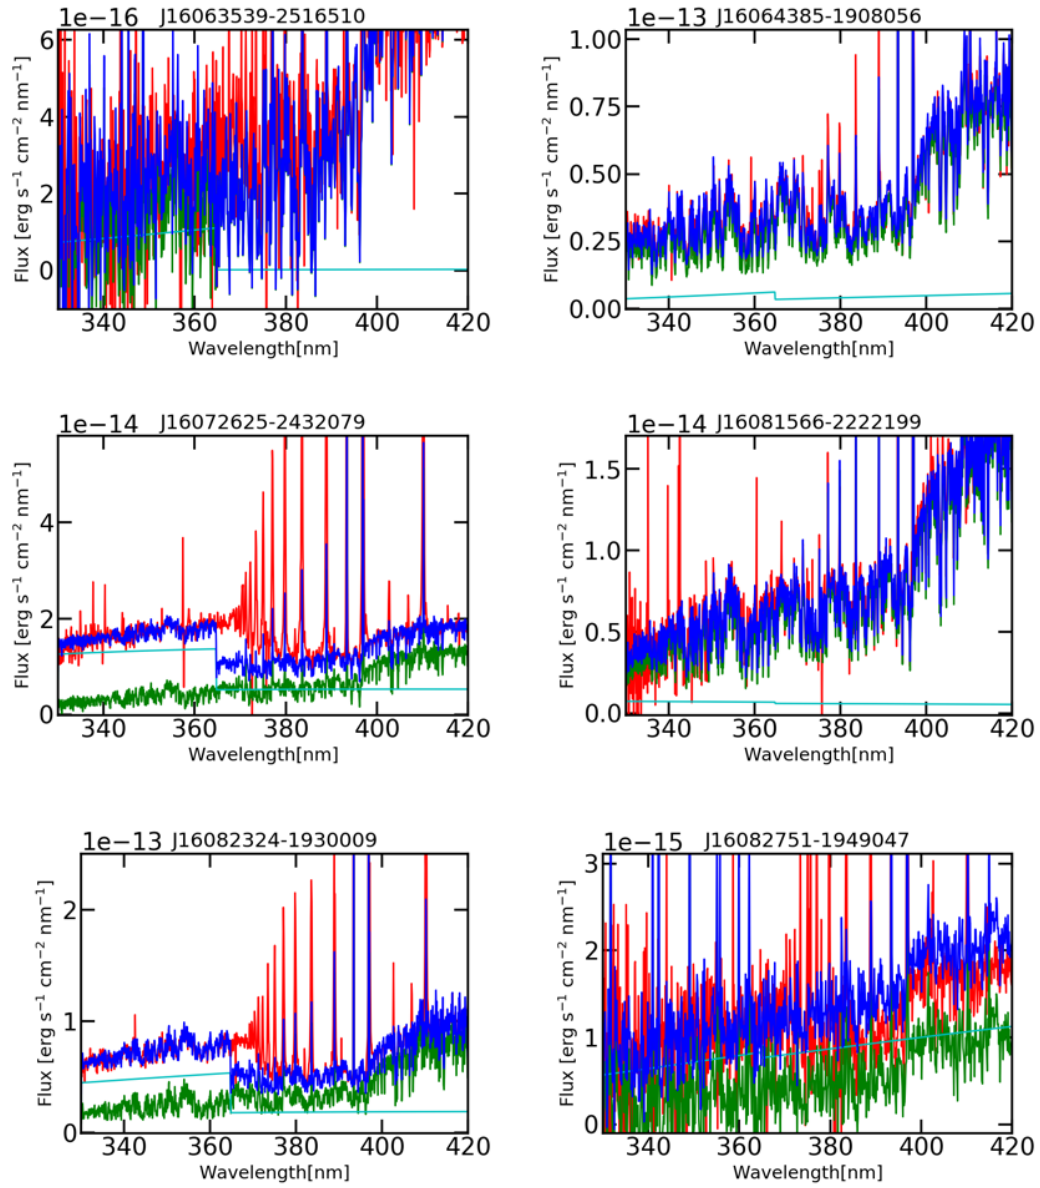 1e−16 J16063539-2516510
6
4
2
0
Flux [erg s⁻¹ cm⁻² nm⁻¹]
340 360 380 400 420
Wavelength[nm]
1e−13 J16064385-1908056
1.00
0.75
0.50
0.25
0.00
Flux [erg s⁻¹ cm⁻² nm⁻¹]
340 360 380 400 420
Wavelength[nm]
1e−14 J16072625-2432079
4
2
0
Flux [erg s⁻¹ cm⁻² nm⁻¹]
340 360 380 400 420
Wavelength[nm]
1e−14 J16081566-2222199
1.5
1.0
0.5
0.0
Flux [erg s⁻¹ cm⁻² nm⁻¹]
340 360 380 400 420
Wavelength[nm]
1e−13 J16082324-1930009
2
1
0
Flux [erg s⁻¹ cm⁻² nm⁻¹]
340 360 380 400 420
Wavelength[nm]
1e−15 J16082751-1949047
3
2
1
0
Flux [erg s⁻¹ cm⁻² nm⁻¹]
340 360 380 400 420
Wavelength[nm]